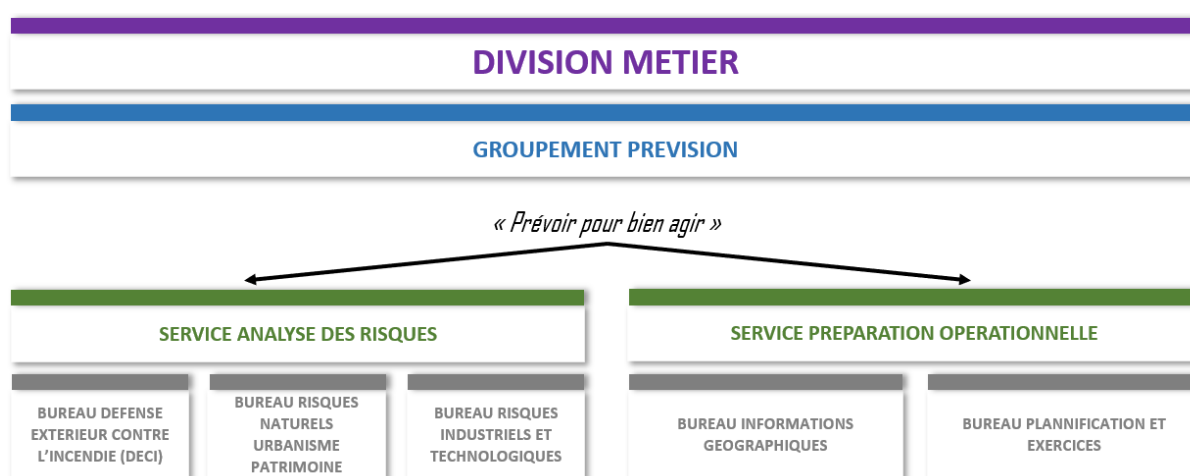 DIVISION METIER
GROUPEMENT PREVISION
« Prévoir pour bien agir »
SERVICE ANALYSE DES RISQUES
BUREAU DEFENSE
EXTERIEUR CONTRE
L'INCENDIE (DECI)
BUREAU RISQUES
NATURELS
URBANISME
PATRIMOINE
BUREAU RISQUES
INDUSTRIELS ET
TECHNOLOGIQUES
SERVICE PREPARATION OPERATIONNELLE
BUREAU INFORMATIONS
GEOGRAPHIQUES
BUREAU PLANNIFICATION ET
EXERCICES